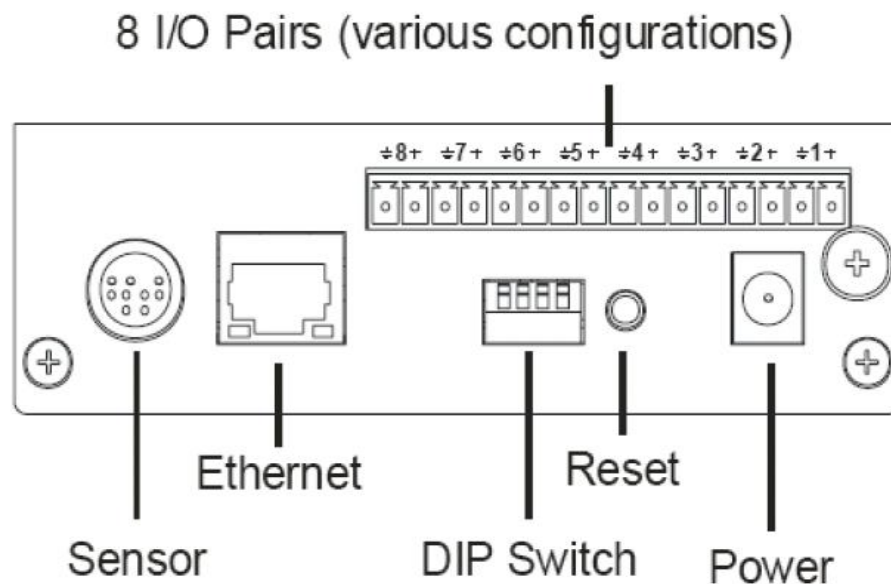 8 I/O Pairs (various configurations)
⏚8+ ⏚7+ ⏚6+ ⏚5+ ⏚4+ ⏚3+ ⏚2+ ⏚1+
Ethernet
Reset
Sensor
DIP Switch
Power